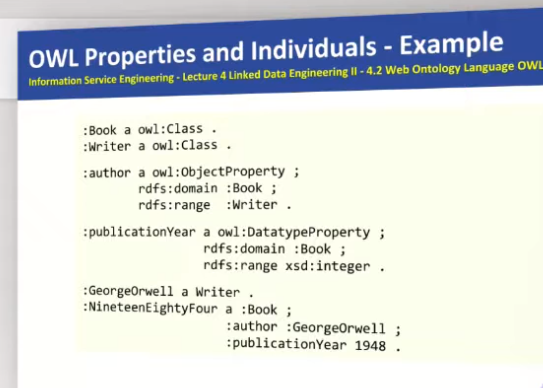 OWL Properties and Individuals - Example
Information Service Engineering - Lecture 4 Linked Data Engineering II - 4.2 Web Ontology Language OWL
:Book a owl:Class .
:Writer a owl:Class .
:author a owl:ObjectProperty ;
rdfs:domain :Book ;
rdfs:range :Writer .
:publicationYear a owl:DatatypeProperty ;
rdfs:domain :Book ;
rdfs:range xsd:integer .
:GeorgeOrwell a Writer .
:NineteenEightyFour a :Book ;
:author :GeorgeOrwell ;
:publicationYear 1948 .